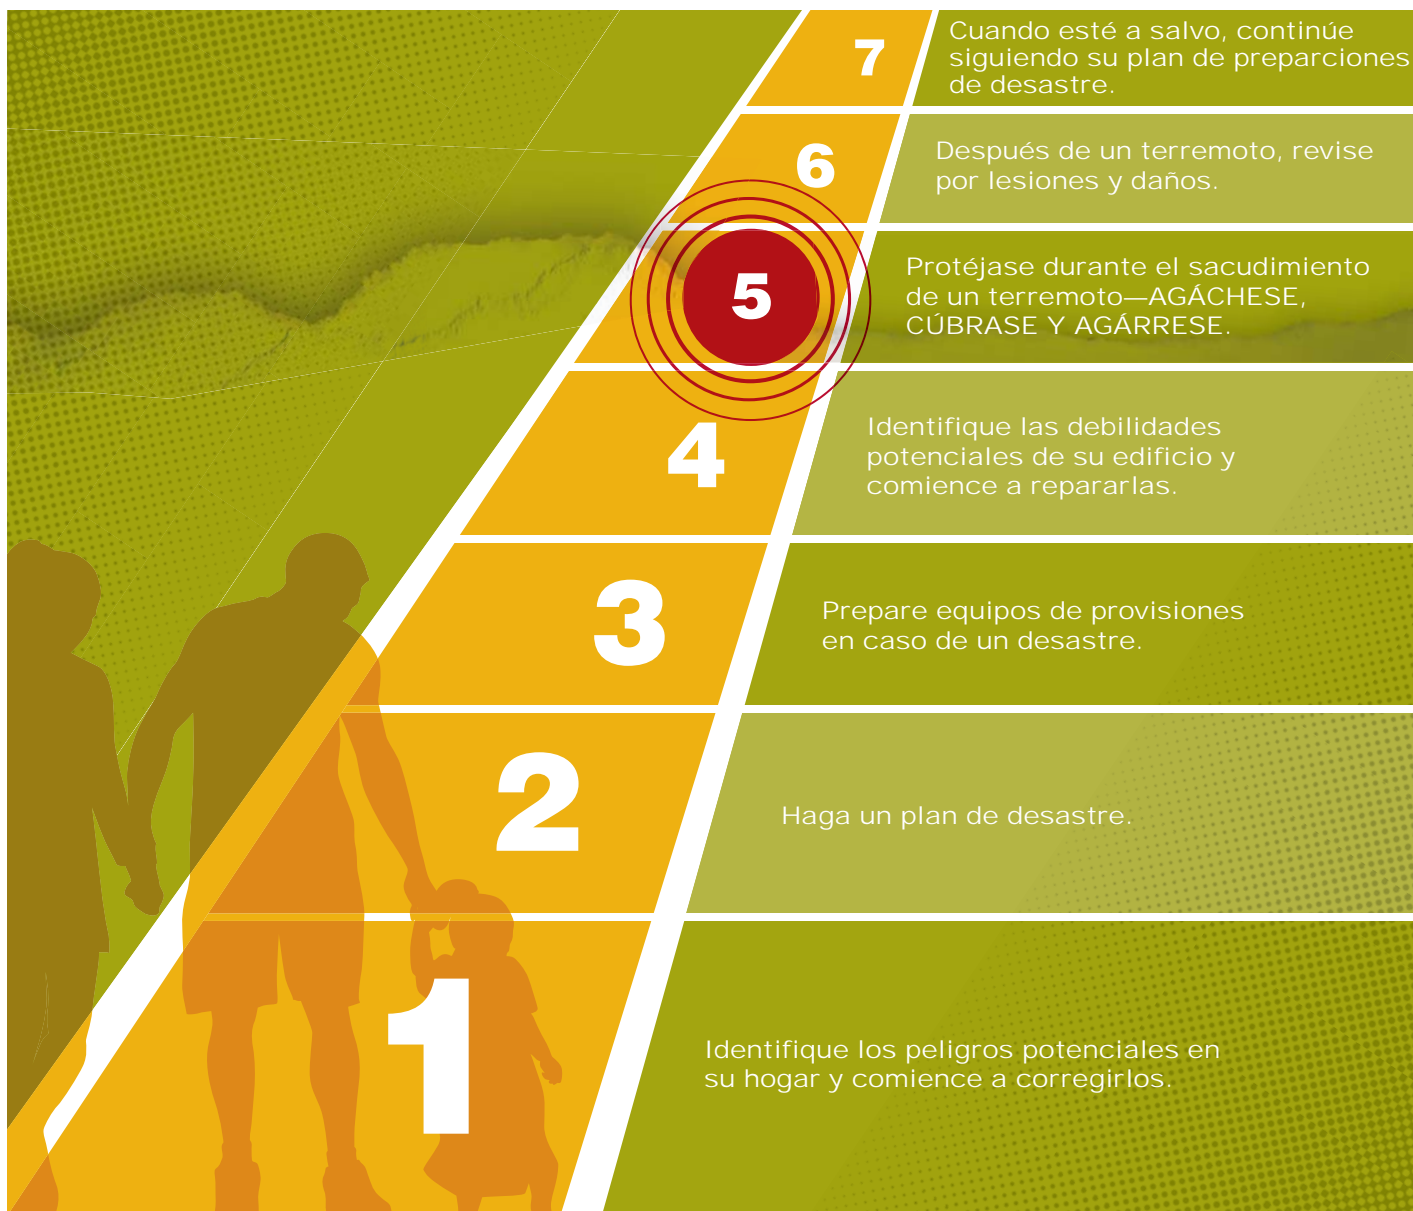 7
Cuando esté a salvo, continúe
siguiendo su plan de preparciones
de desastre.
6
Después de un terremoto, revise
por lesiones y daños.
5
Protéjase durante el sacudimiento
de un terremoto—AGÁCHESE,
CÚBRASE Y AGÁRRESE.
4
Identifique las debilidades
potenciales de su edificio y
comience a repararlas.
3
Prepare equipos de provisiones
en caso de un desastre.
2
Haga un plan de desastre.
1
Identifique los peligros potenciales en
su hogar y comience a corregirlos.